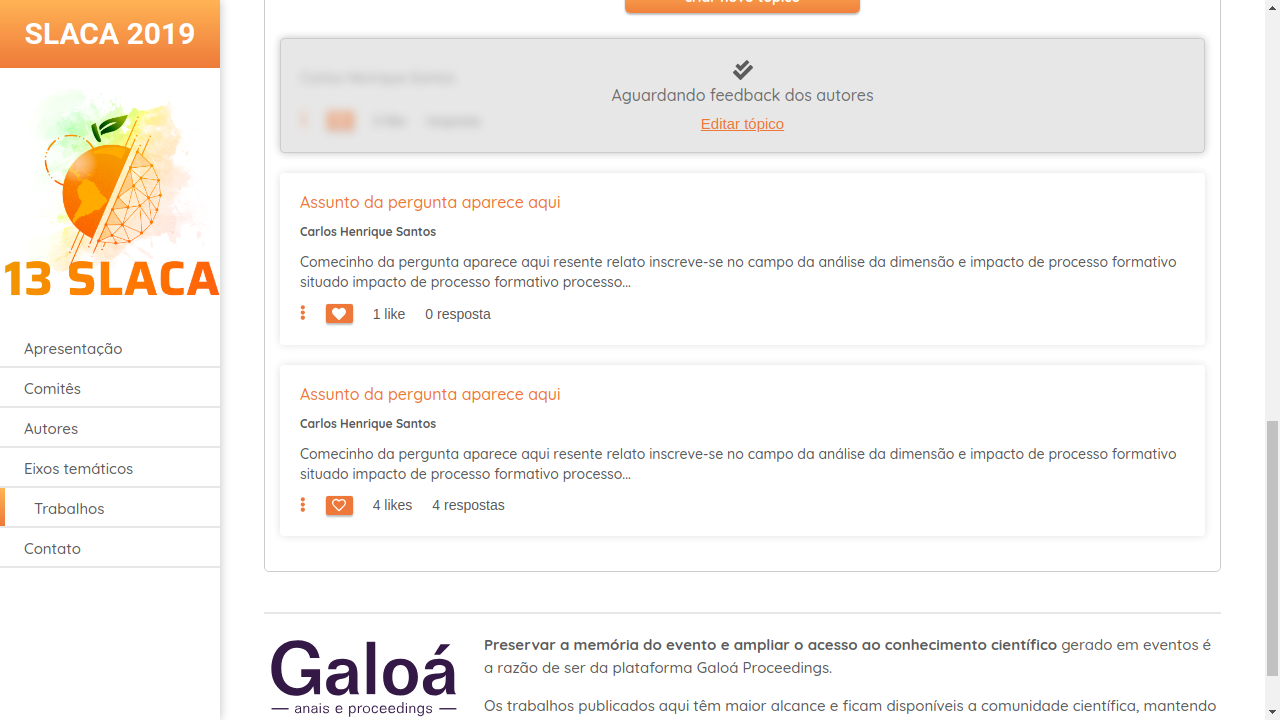 SLACA 2019
13 SLACA
Apresentação
Comitês
Autores
Eixos temáticos
Trabalhos
Contato
Aguardando feedback dos autores
Editar tópico
Assunto da pergunta aparece aqui
Carlos Henrique Santos
Comecinho da pergunta aparece aqui resente relato inscreve-se no campo da análise da dimensão e impacto de processo formativo
situado impacto de processo formativo processo...
1 like 0 resposta
Assunto da pergunta aparece aqui
Carlos Henrique Santos
Comecinho da pergunta aparece aqui resente relato inscreve-se no campo da análise da dimensão e impacto de processo formativo
situado impacto de processo formativo processo...
4 likes 4 respostas
Galoá
anais e proceedings
Preservar a memória do evento e ampliar o acesso ao conhecimento científico gerado em eventos é
a razão de ser da plataforma Galoá Proceedings.
Os trabalhos publicados aqui têm maior alcance e ficam disponíveis a comunidade científica, mantendo